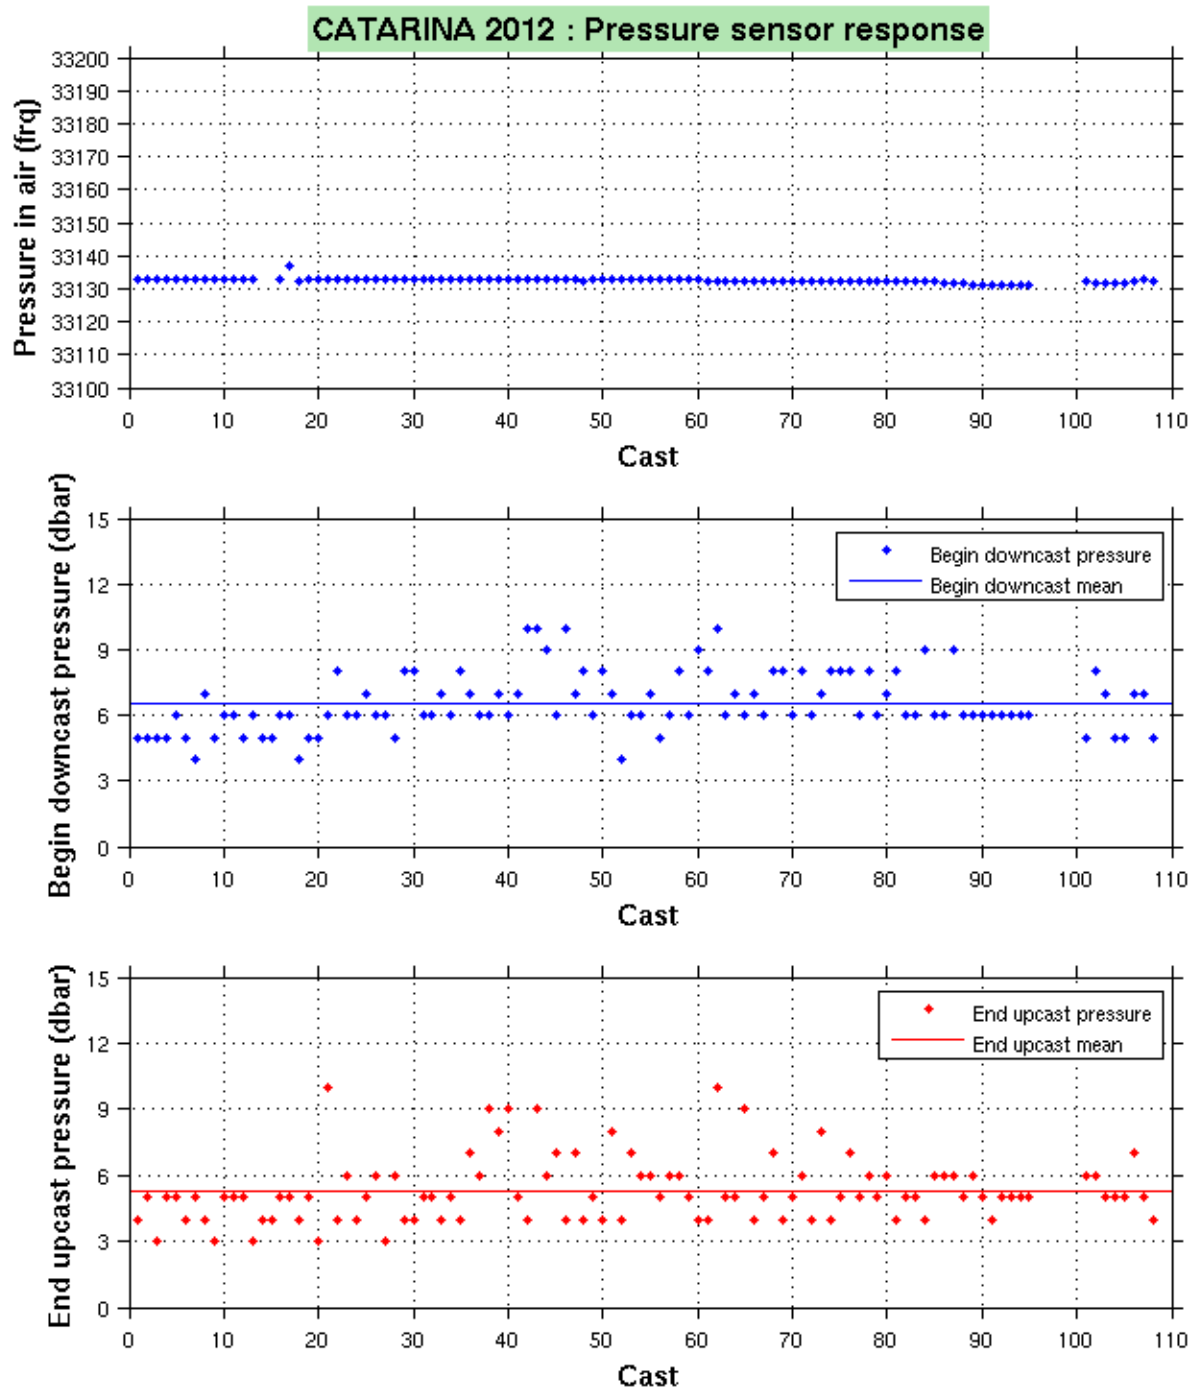 CATARINA 2012 : Pressure sensor response
Pressure in air (frq)
33200
33190
33180
33170
33160
33150
33140
33130
33120
33110
33100
0 10 20 30 40 50 60 70 80 90 100 110
Cast
Begin downcast pressure (dbar)
15
12
9
6
3
0
Begin downcast pressure
Begin downcast mean
0 10 20 30 40 50 60 70 80 90 100 110
Cast
End upcast pressure (dbar)
15
12
9
6
3
0
End upcast pressure
End upcast mean
0 10 20 30 40 50 60 70 80 90 100 110
Cast